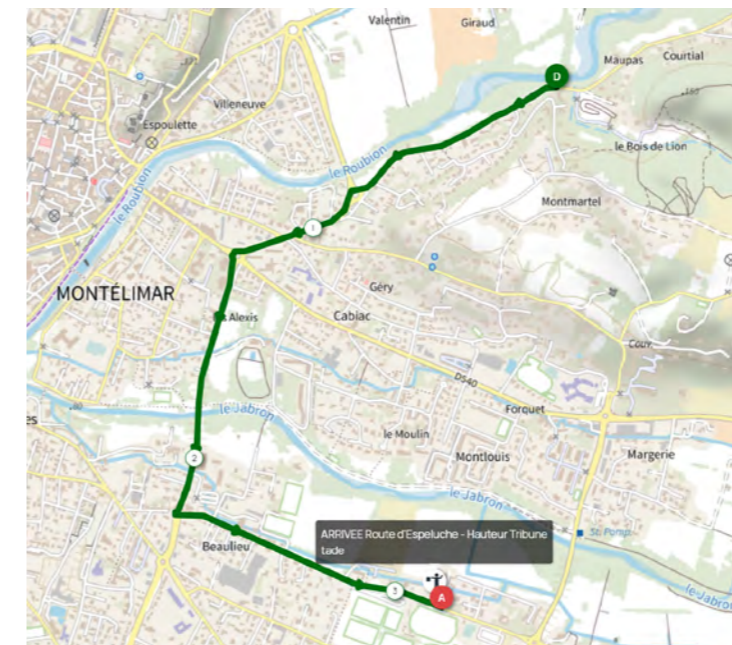 Valentin
Giraud
D
Maupas
Courtial
Villeneuve
Espoulette
le Roubion
le Bois de Lion
le Roubion
Montmartel
1
MONTÉLIMAR
Géry
Alexis
Cabiac
D540
Forquet
le Jabron
le Moulin
2
Montlouis
Margerie
le Jabron
ARRIVEE Route d'Espeluche - Hauteur Tribune
tade
St. Pomp.
Beaulieu
3
A
le Jabron